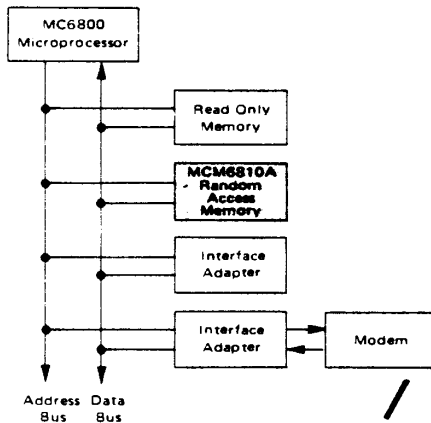 MC6800
Microprocessor
Read Only
Memory
MCM6810A
Random
Access
Memory
Interface
Adapter
Interface
Adapter
Modem
Address Data
Bus Bus